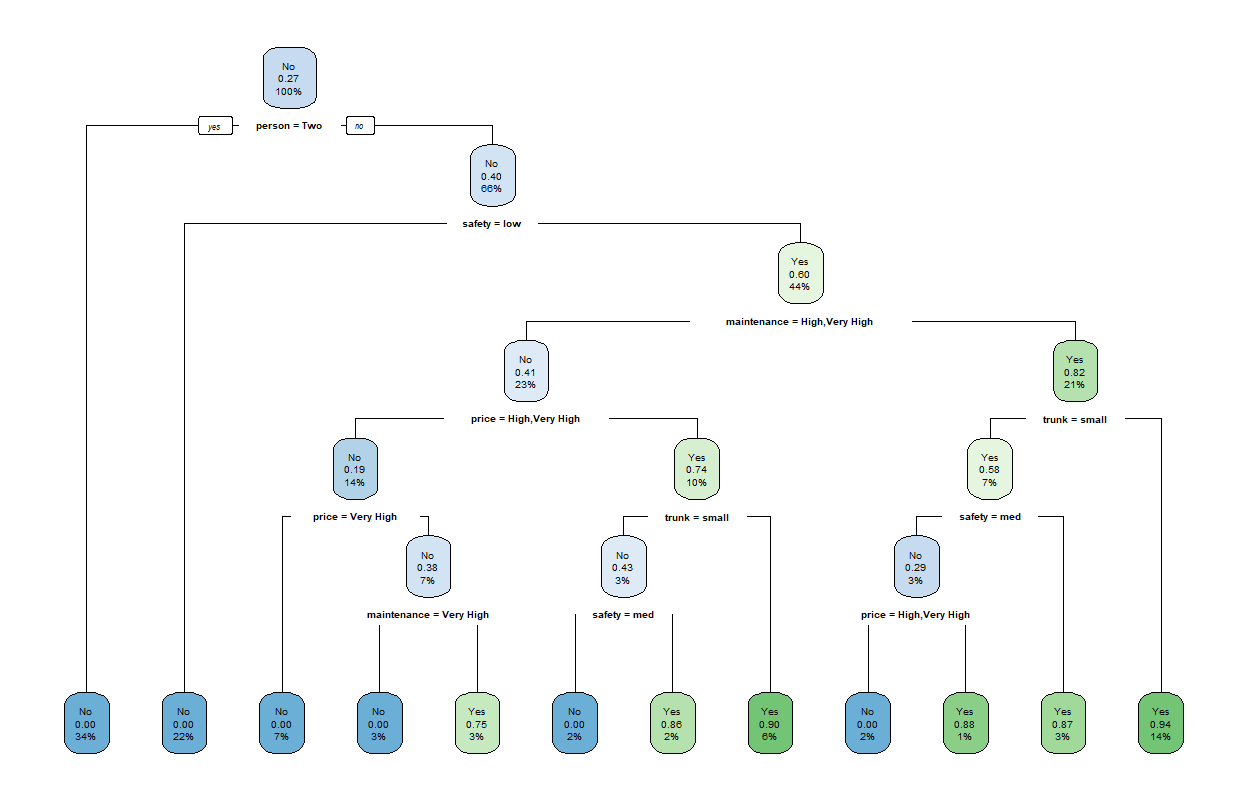 No
0.27
100%
yes
person = Two
no
No
0.40
66%
safety = low
Yes
0.60
44%
maintenance = High,Very High
No
0.41
23%
Yes
0.82
21%
price = High,Very High
trunk = small
No
0.19
14%
Yes
0.74
10%
Yes
0.58
7%
price = Very High
trunk = small
safety = med
No
0.38
7%
No
0.43
3%
No
0.29
3%
maintenance = Very High
safety = med
price = High,Very High
No
0.00
34%
No
0.00
22%
No
0.00
7%
No
0.00
3%
Yes
0.75
3%
No
0.00
2%
Yes
0.86
2%
Yes
0.90
6%
No
0.00
2%
Yes
0.88
1%
Yes
0.87
3%
Yes
0.94
14%